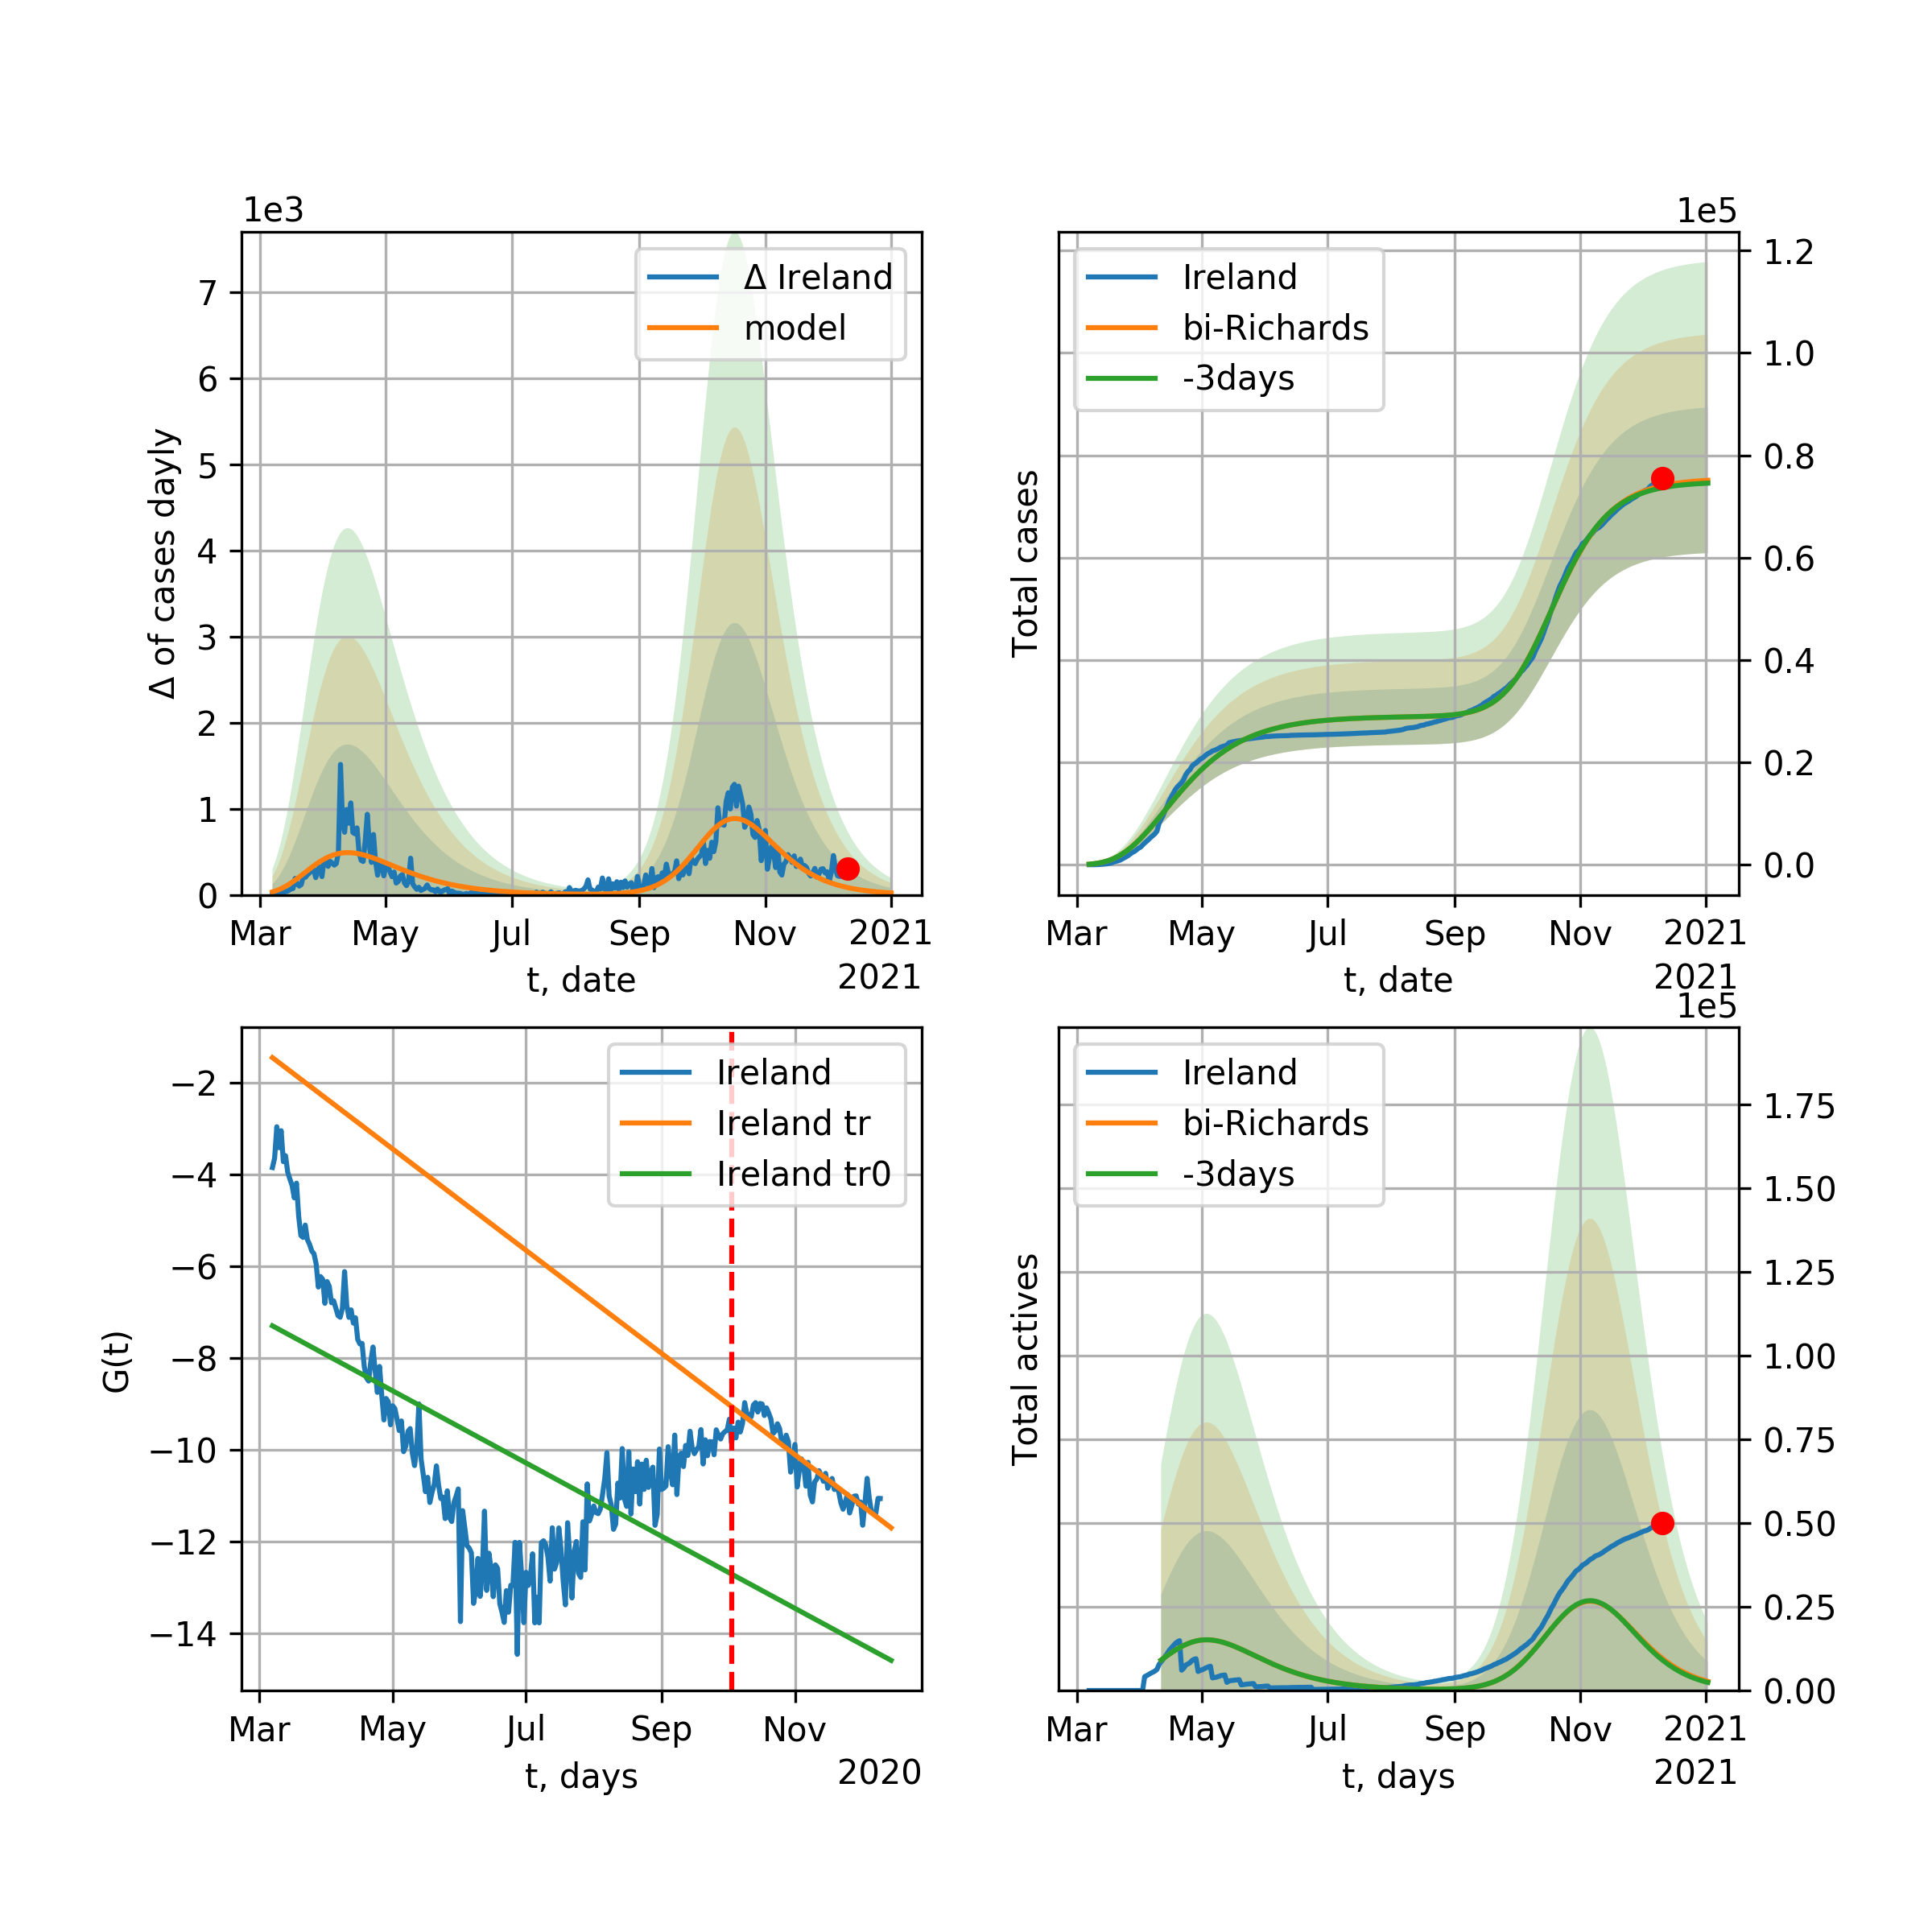 1e3
Δ of cases dayly
7
6
5
4
3
2
1
0
Δ Ireland
model
Mar May Jul Sep Nov 2021
t, date 2021
1e5
Total cases
Ireland
bi-Richards
-3days
1.2
1.0
0.8
0.6
0.4
0.2
0.0
Mar May Jul Sep Nov 2021
t, date 2021
G(t)
−2
−4
−6
−8
−10
−12
−14
Ireland
Ireland tr
Ireland tr0
Mar May Jul Sep Nov
t, days 2020
1e5
Total actives
Ireland
bi-Richards
-3days
1.75
1.50
1.25
1.00
0.75
0.50
0.25
0.00
Mar May Jul Sep Nov 2021
t, days 2021